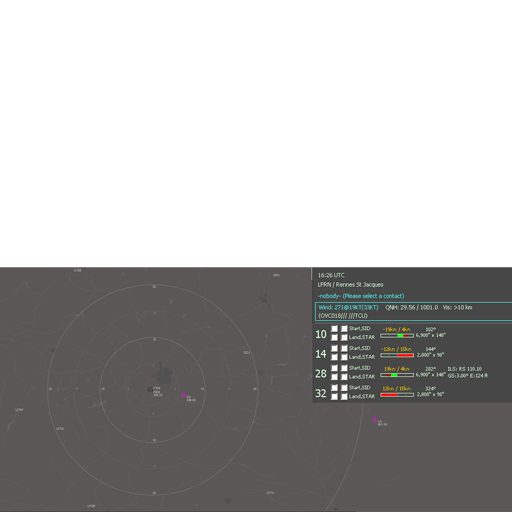 16:26 UTC
LFRN / Rennes St Jacques
-nobody- (Please select a contact)
Wind: 271@19KT(33KT) QNH: 29.56 / 1001.0 Vis: >10 km
{OVC018/// ///TCU}
10 Start,SID -19kn / 4kn 102°
Land,STAR 6,900" x 148"
14 Start,SID -12kn / 15kn 144°
Land,STAR 2,800" x 98"
28 Start,SID 19kn / 4kn 282° ILS: RS 110.10
Land,STAR 6,900" x 148" GS:3.00° E:124 R
32 Start,SID 12kn / 15kn 324°
Land,STAR 2,800" x 98"